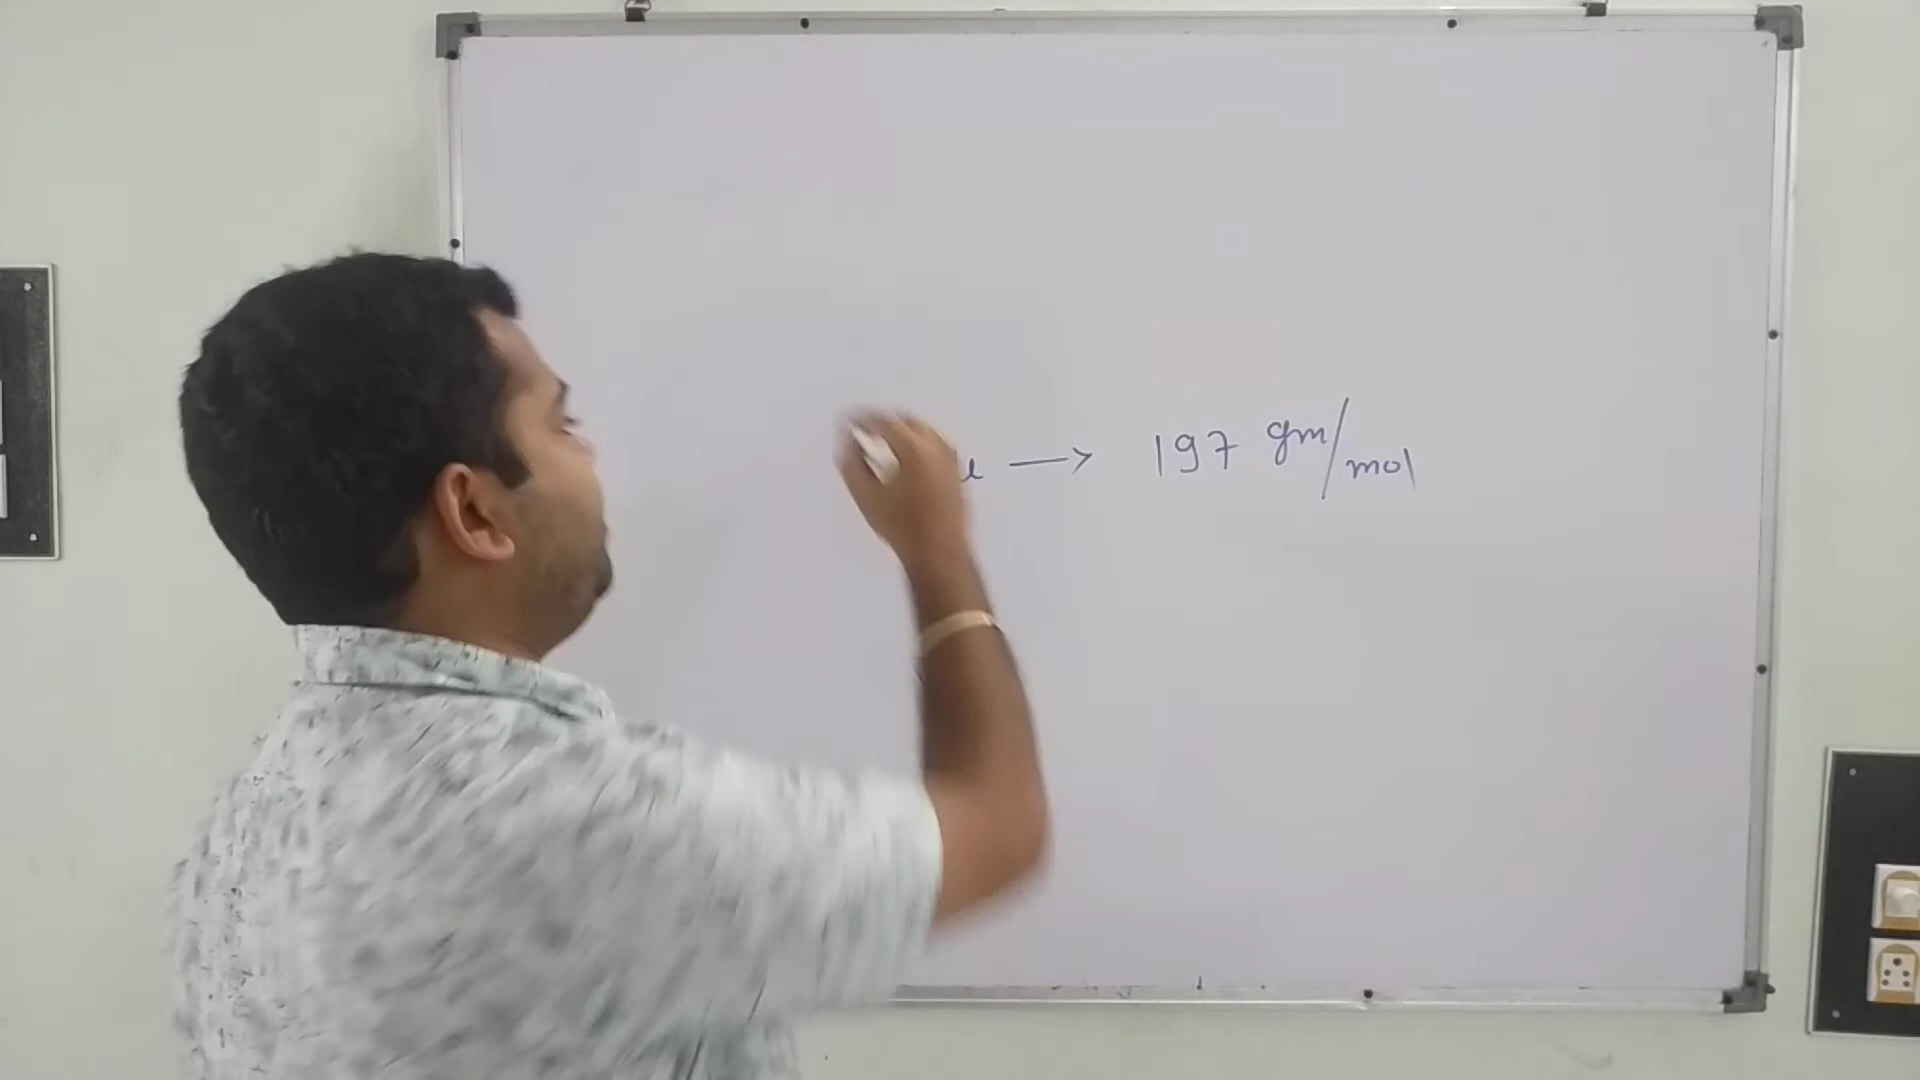 u → 197 gm/mol